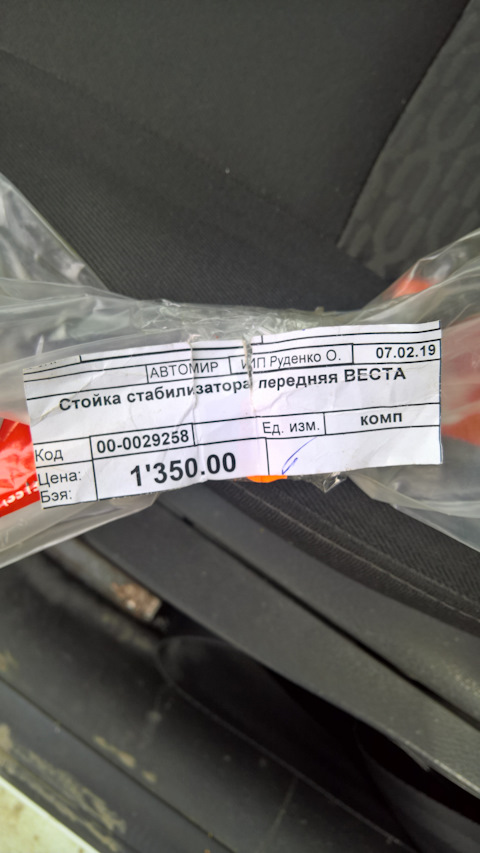 АВТОМИР ИП Руденко О. 07.02.19
Стойка стабилизатора передняя ВЕСТА
Код 00-0029258 Ед. изм. КОМП
Цена: 1'350.00
Бэя: